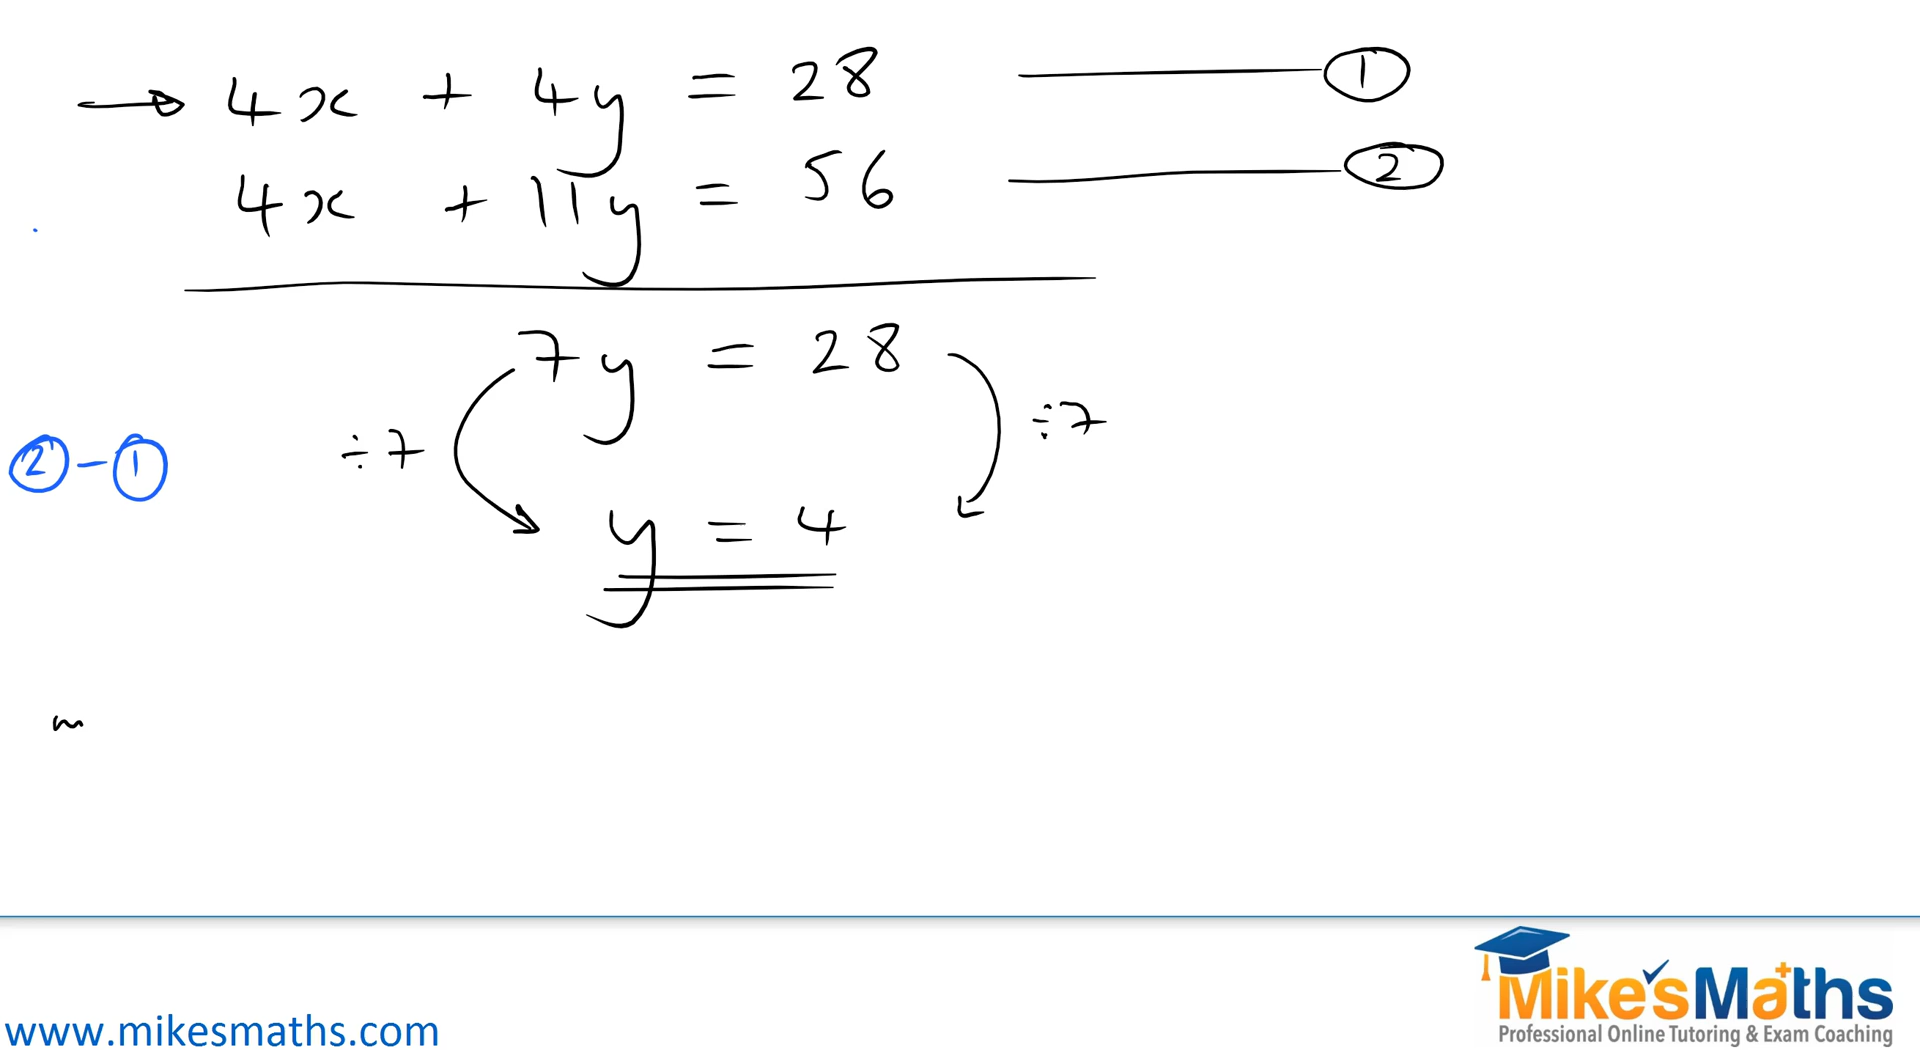 4x + 4y = 28 ①
4x + 11y = 56 ②
7y = 28
②-① ÷7 ÷7
y = 4
www.mikesmaths.com
Mike's Maths
Professional Online Tutoring & Exam Coaching